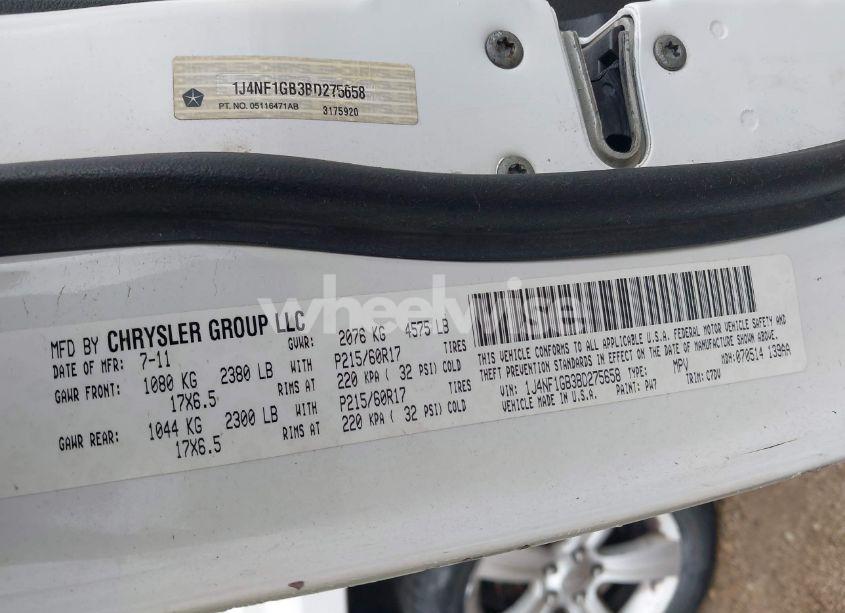 1J4NF1GB3BD275658
PT. NO. 05116471AB 3175920
wheelwise
MFD BY CHRYSLER GROUP LLC
DATE OF MFR: 7-11 GVWR: 2076 KG 4575 LB
GAWR FRONT: 1080 KG 2380 LB WITH P215/60R17 TIRES
17X6.5 RIMS AT 220 KPA ( 32 PSI) COLD
GAWR REAR: 1044 KG 2300 LB WITH P215/60R17 TIRES
17X6.5 RIMS AT 220 KPA ( 32 PSI) COLD
THIS VEHICLE CONFORMS TO ALL APPLICABLE U.S.A. FEDERAL MOTOR VEHICLE SAFETY AND
THEFT PREVENTION STANDARDS IN EFFECT ON THE DATE OF MANUFACTURE SHOWN ABOVE.
VIN: 1J4NF1GB3BD275658 TYPE: MPV MDH: 070514 139AA
VEHICLE MADE IN U.S.A. PAINT: PW7 TRIM: C7DV